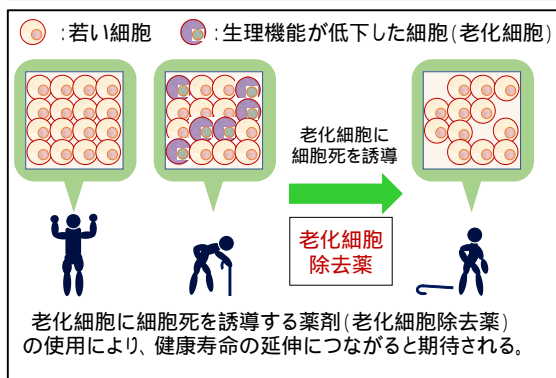 :若い細胞 :生理機能が低下した細胞(老化細胞)
老化細胞に
細胞死を誘導
老化細胞
除去薬
老化細胞に細胞死を誘導する薬剤(老化細胞除去薬)
の使用により、健康寿命の延伸につながると期待される。